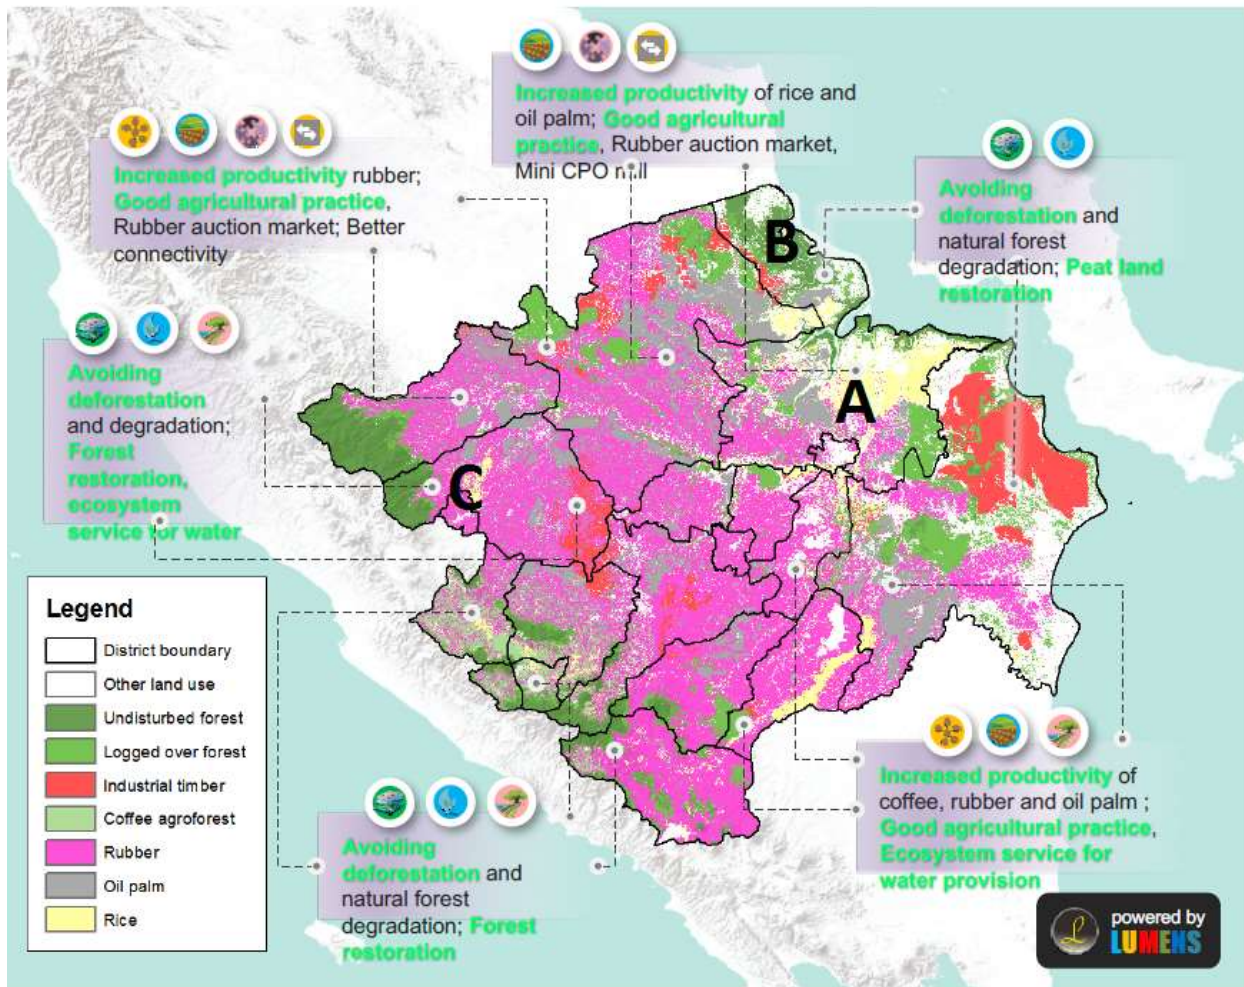 Increased productivity of rice and
oil palm; Good agricultural
practice, Rubber auction market,
Mini CPO mill
Increased productivity rubber;
Good agricultural practice,
Rubber auction market; Better
connectivity
Avoiding
deforestation and
natural forest
degradation; Peat land
restoration
B
Avoiding
deforestation
and degradation;
Forest
restoration,
ecosystem
service for water
A
C
Legend
District boundary
Other land use
Undisturbed forest
Logged over forest
Industrial timber
Coffee agroforest
Rubber
Oil palm
Rice
Avoiding
deforestation and
natural forest
degradation; Forest
restoration
Increased productivity of
coffee, rubber and oil palm ;
Good agricultural practice,
Ecosystem service for
water provision
L
powered by
LUMENS